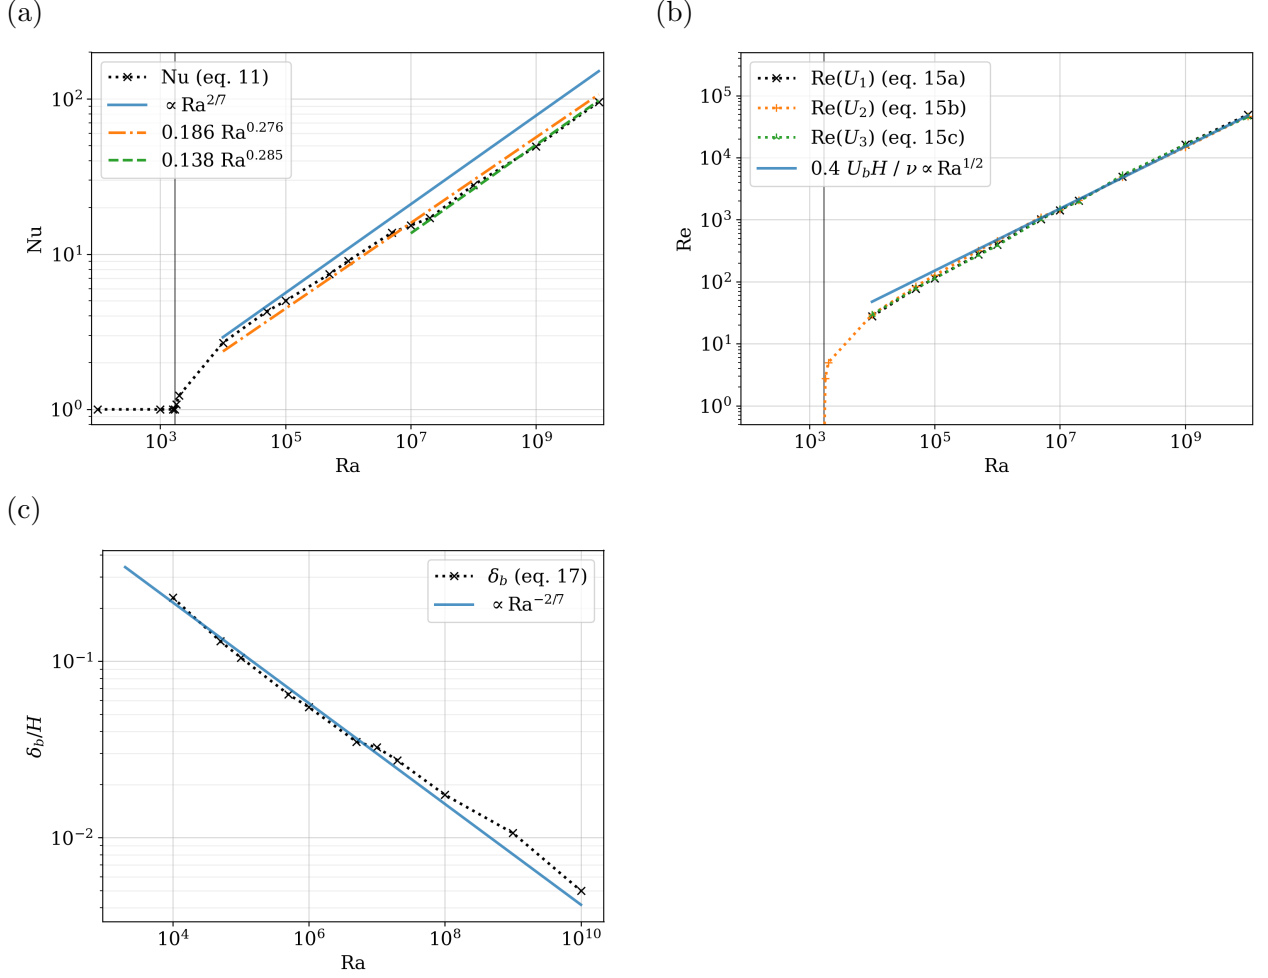 (a)
Nu (eq. 11)
∝ Ra^{2/7}
0.186 Ra^{0.276}
0.138 Ra^{0.285}
10^2
10^1
10^0
Nu
10^3 10^5 10^7 10^9
Ra
(b)
Re(U_1) (eq. 15a)
Re(U_2) (eq. 15b)
Re(U_3) (eq. 15c)
0.4 U_bH / ν ∝ Ra^{1/2}
10^5
10^4
10^3
10^2
10^1
10^0
Re
10^3 10^5 10^7 10^9
Ra
(c)
δ_b (eq. 17)
∝ Ra^{−2/7}
10^{−1}
10^{−2}
δ_b/H
10^4 10^6 10^8 10^{10}
Ra